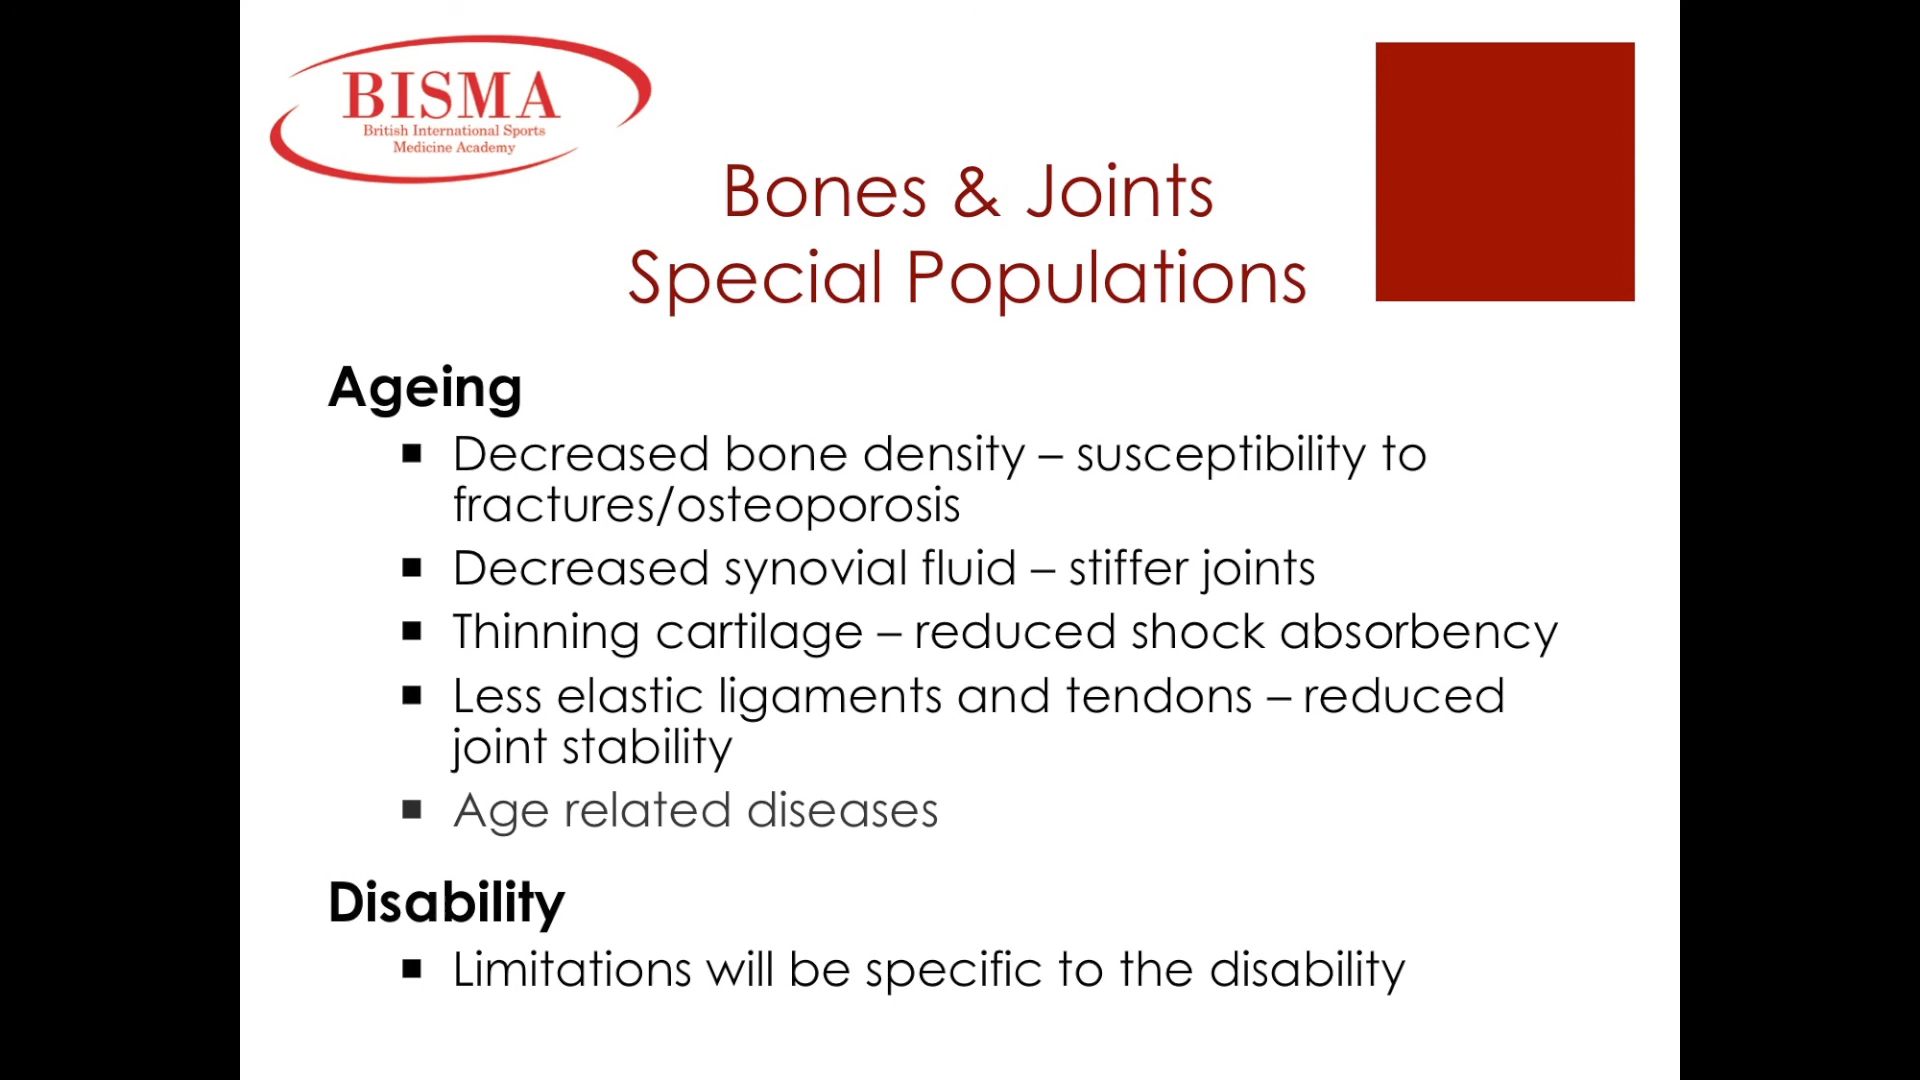 BISMA
British International Sports
Medicine Academy
Bones & Joints
Special Populations
Ageing
▪ Decreased bone density – susceptibility to
fractures/osteoporosis
▪ Decreased synovial fluid – stiffer joints
▪ Thinning cartilage – reduced shock absorbency
▪ Less elastic ligaments and tendons – reduced
joint stability
▪ Age related diseases
Disability
▪ Limitations will be specific to the disability